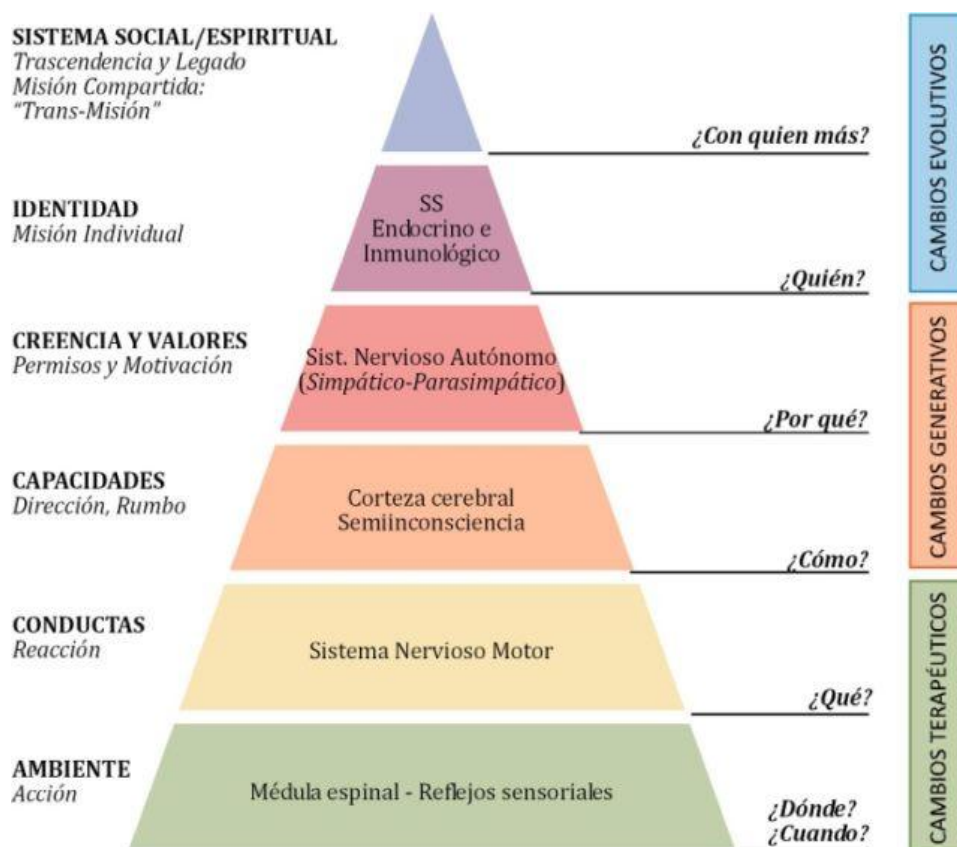 SISTEMA SOCIAL/ESPIRITUAL
Trascendencia y Legado
Misión Compartida:
“Trans-Misión”
¿Con quien más?
IDENTIDAD
Misión Individual
SS
Endocrino e
Inmunológico
¿Quién?
CAMBIOS EVOLUTIVOS
CREENCIA Y VALORES
Permisos y Motivación
Sist. Nervioso Autónomo
(Simpático-Parasimpático)
¿Por qué?
CAPACIDADES
Dirección, Rumbo
Corteza cerebral
Semiinconsciencia
¿Cómo?
CAMBIOS GENERATIVOS
CONDUCTAS
Reacción
Sistema Nervioso Motor
¿Qué?
AMBIENTE
Acción
Médula espinal - Reflejos sensoriales
¿Dónde?
¿Cuando?
CAMBIOS TERAPÉUTICOS